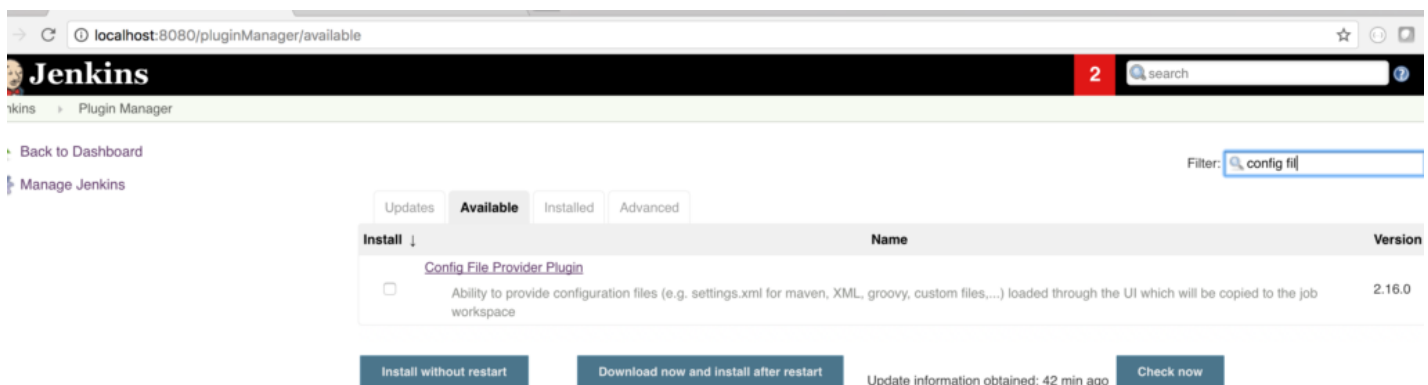 localhost:8080/pluginManager/available
Jenkins
2
search
nkins
Plugin Manager
Back to Dashboard
Filter: config fil
Manage Jenkins
Updates Available Installed Advanced
Install ↓ Name Version
Config File Provider Plugin
Ability to provide configuration files (e.g. settings.xml for maven, XML, groovy, custom files,...) loaded through the UI which will be copied to the job
workspace
2.16.0
Install without restart
Download now and install after restart
Update information obtained: 42 min ago
Check now